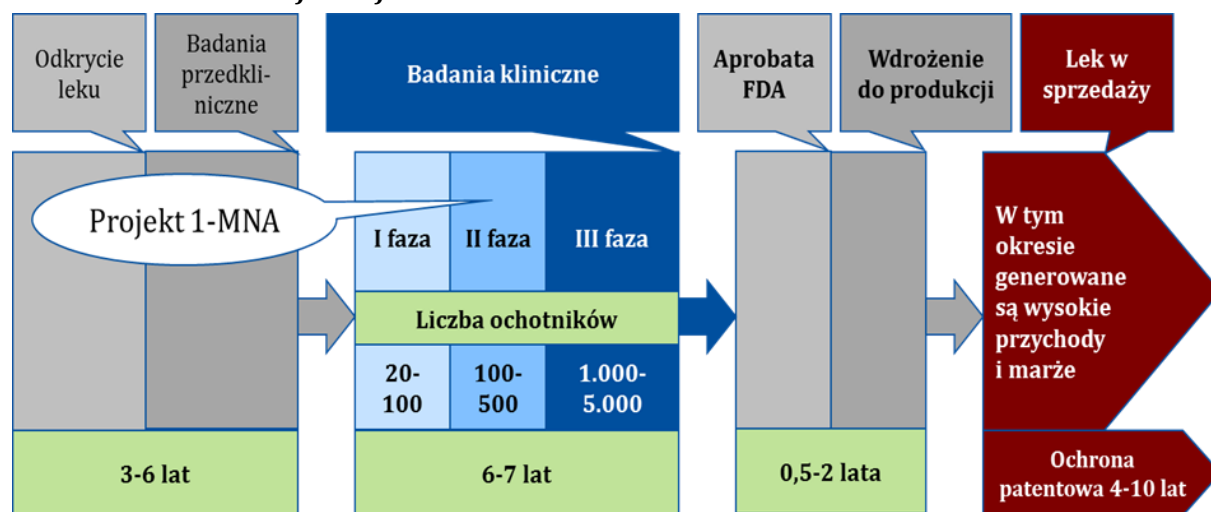 Odkrycie
leku
Badania
przedkli-
niczne
Badania kliniczne
Aprobata
FDA
Wdrożenie
do produkcji
Lek w
sprzedaży
Projekt 1-MNA
I faza
II faza
III faza
W tym
okresie
generowane
są wysokie
przychody
i marże
Liczba ochotników
20-
100
100-
500
1.000-
5.000
3-6 lat
6-7 lat
0,5-2 lata
Ochrona
patentowa 4-10 lat